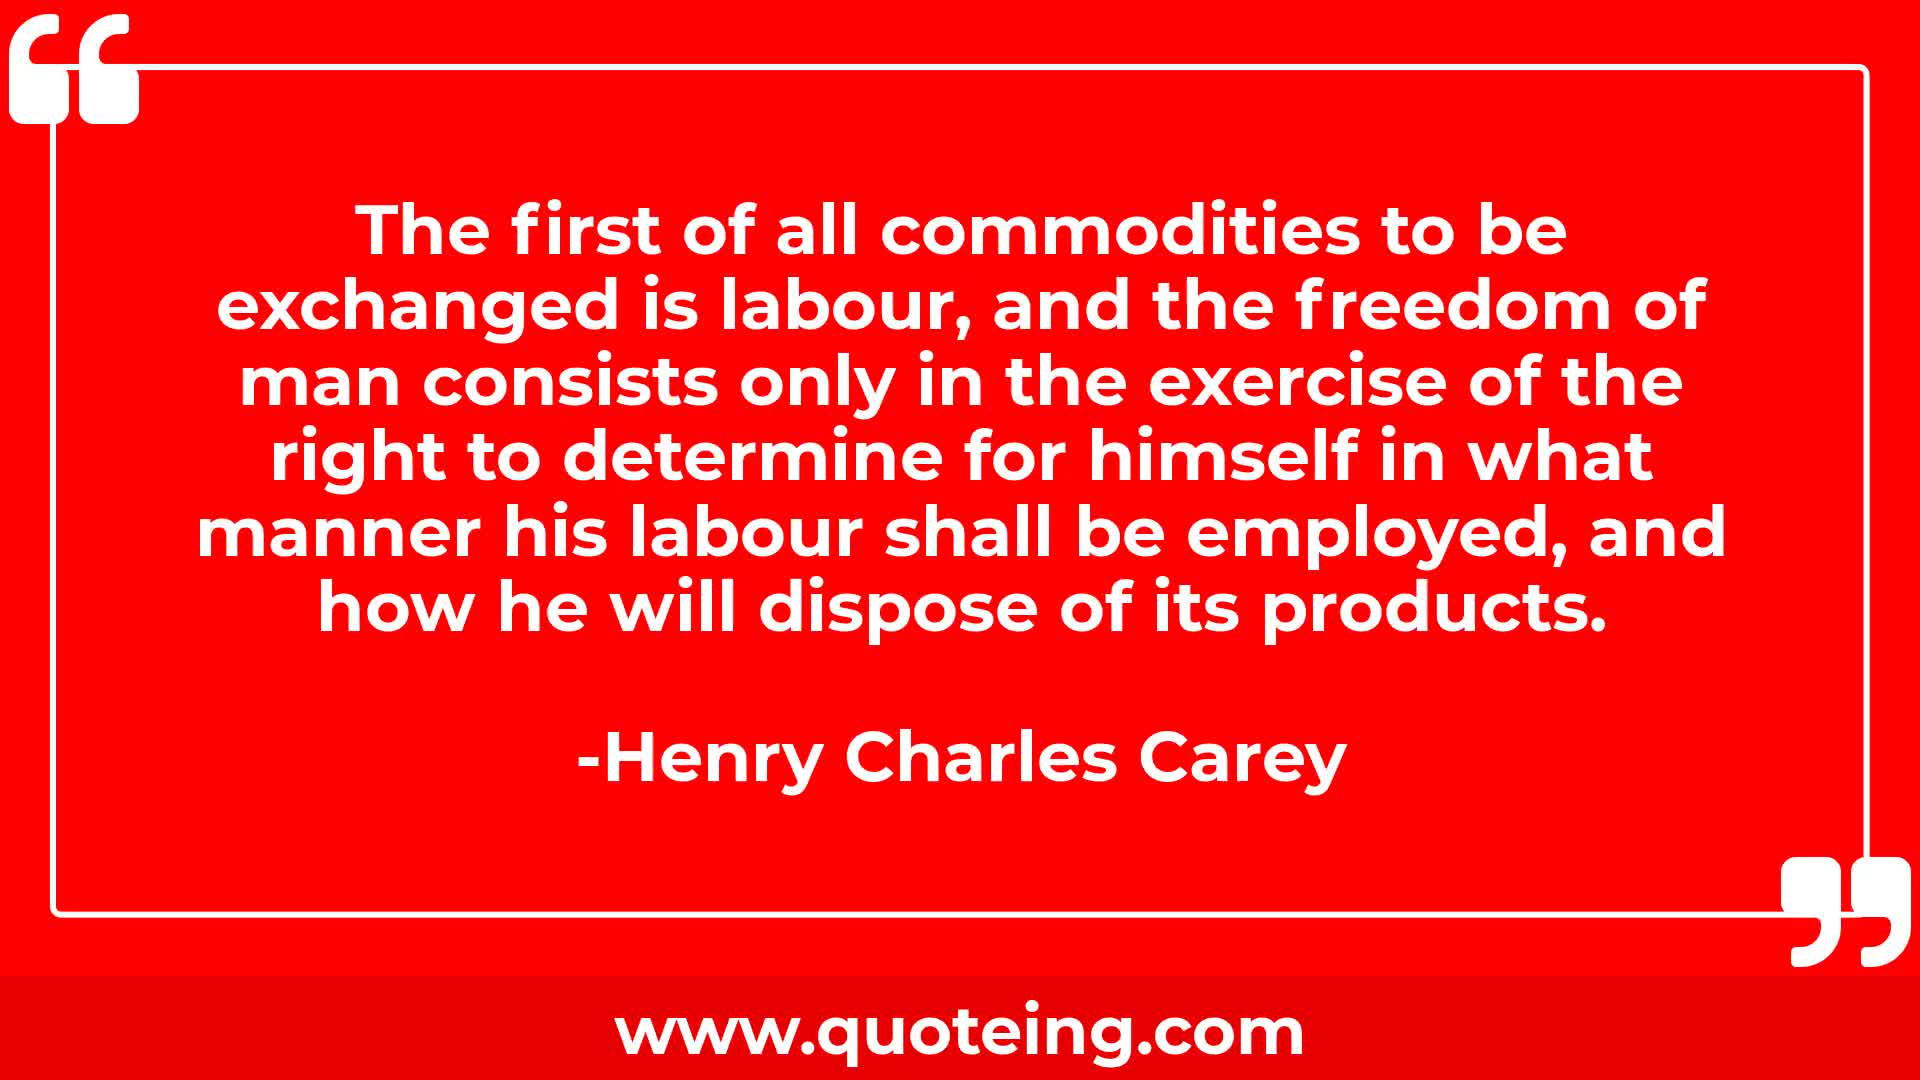 The first of all commodities to be
exchanged is labour, and the freedom of
man consists only in the exercise of the
right to determine for himself in what
manner his labour shall be employed, and
how he will dispose of its products.
-Henry Charles Carey
www.quoteing.com